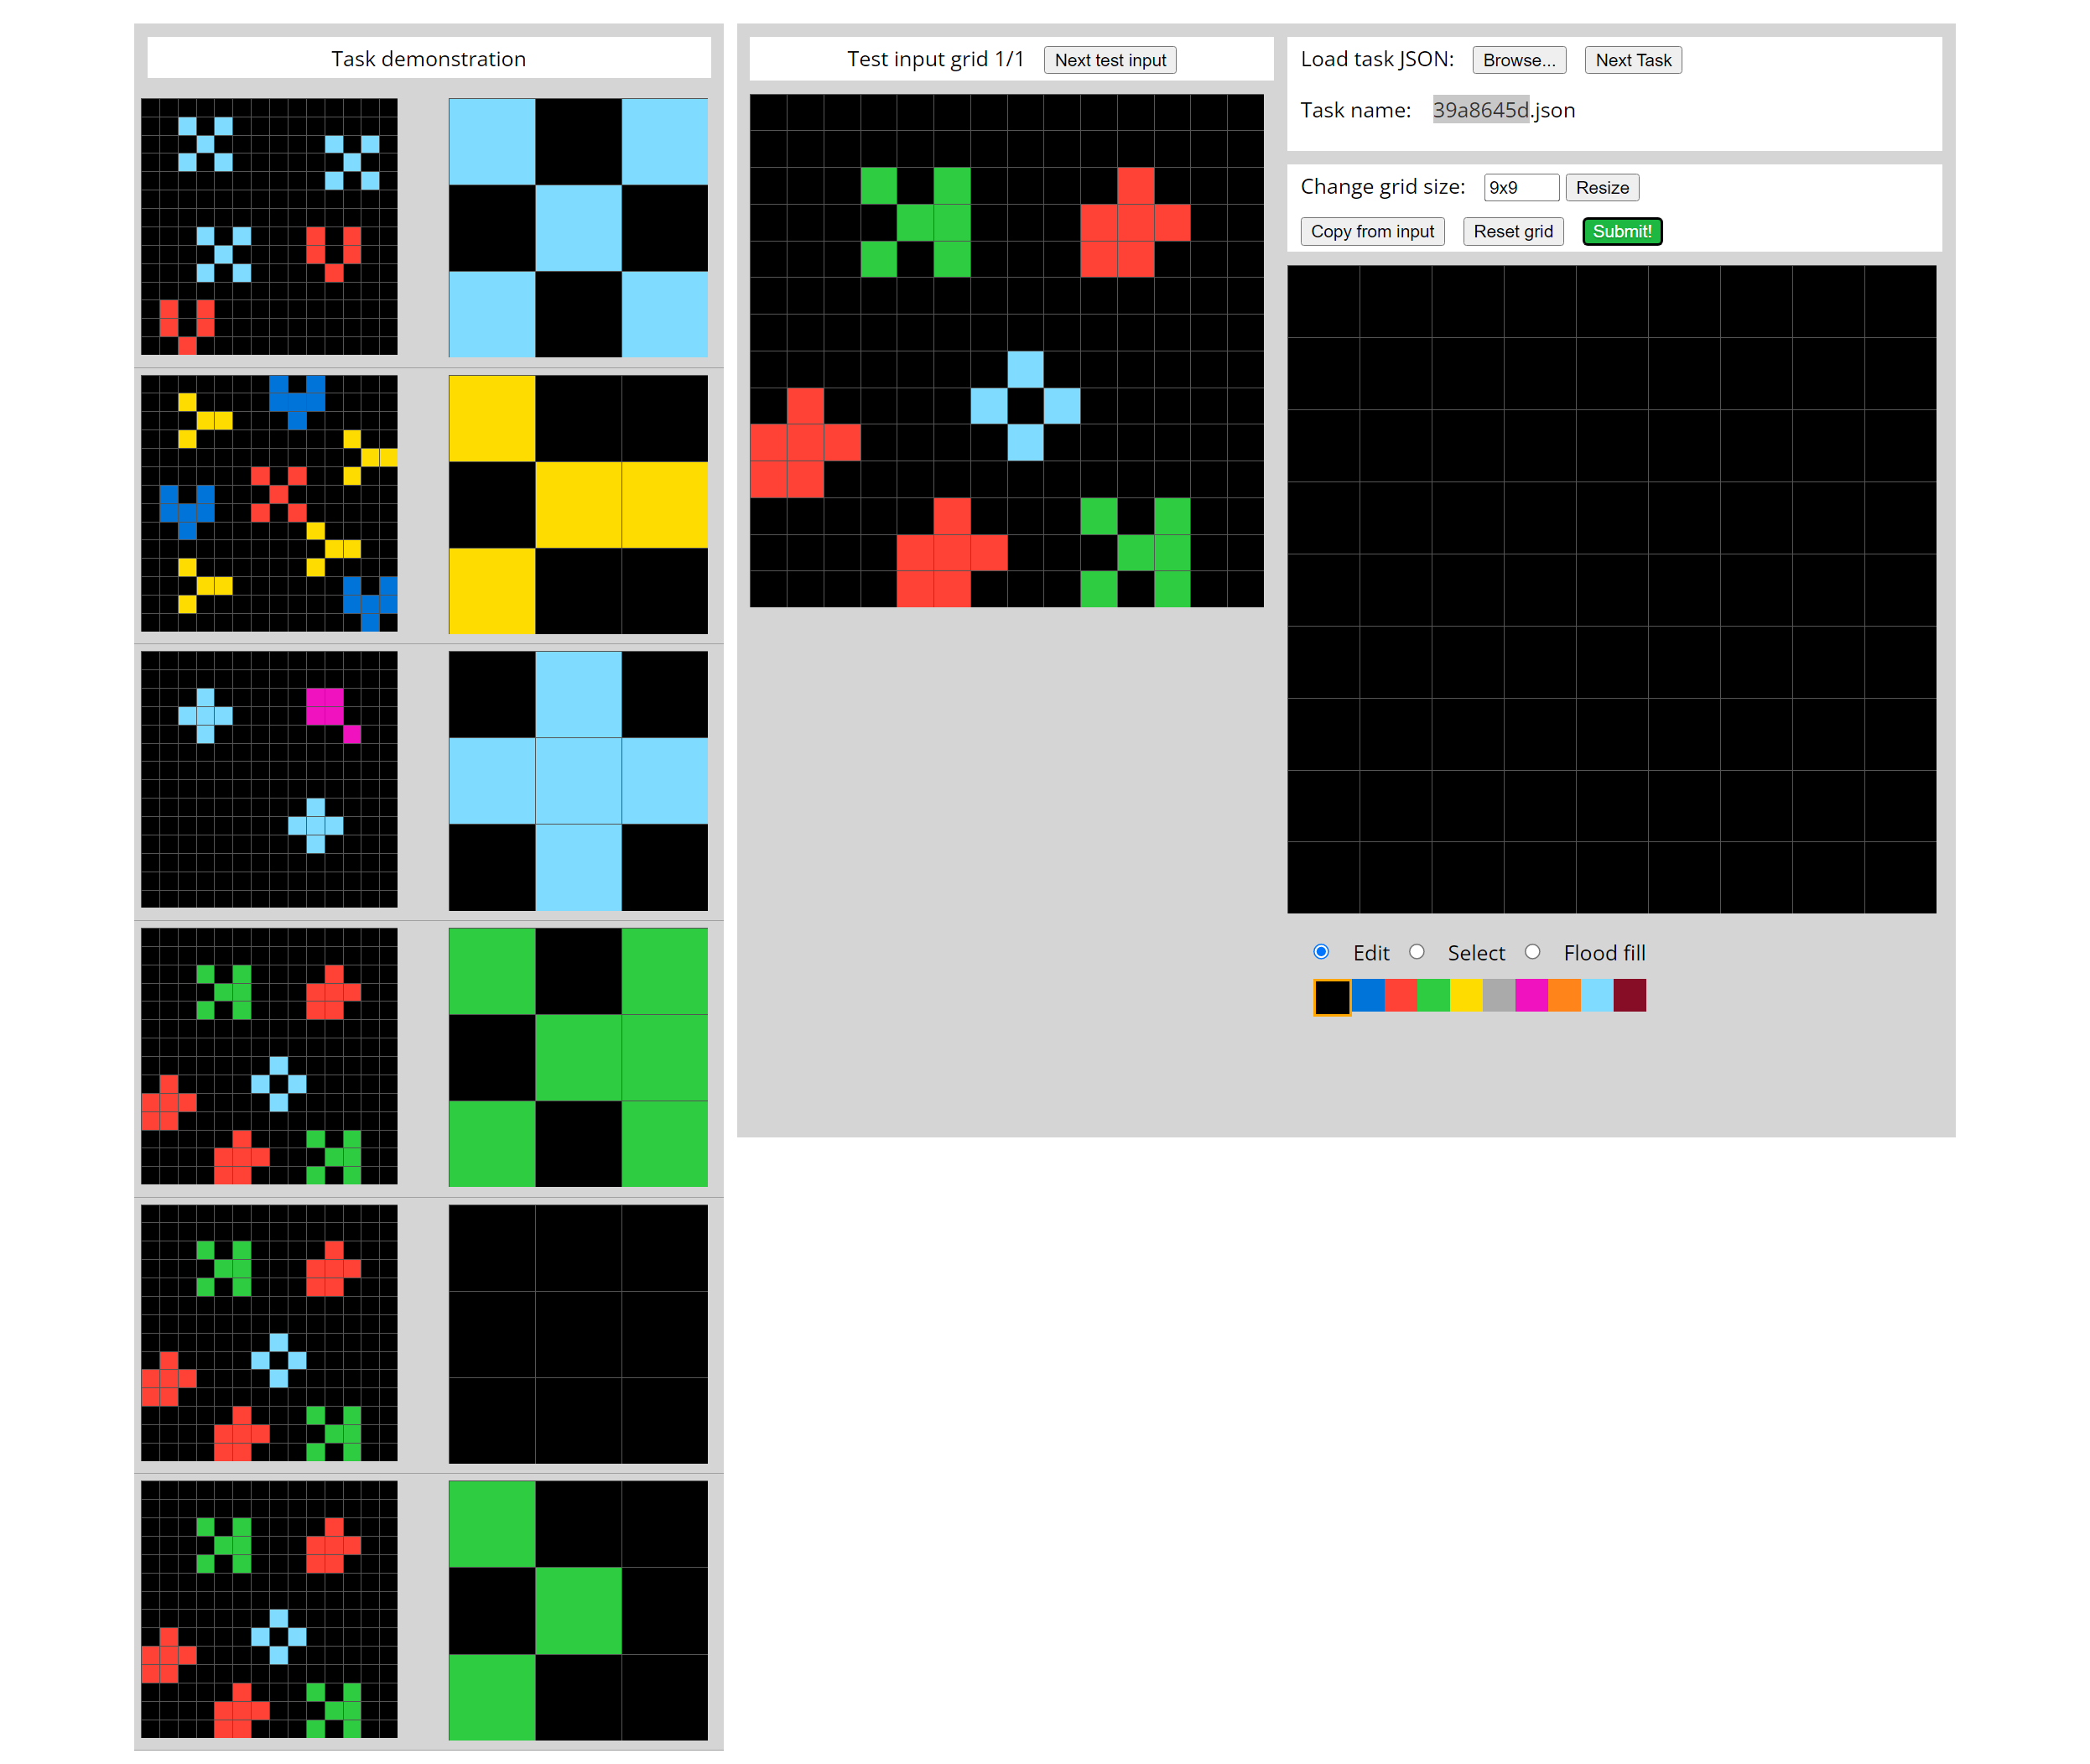 Task demonstration
Test input grid 1/1 Next test input
Load task JSON: Browse... Next Task
Task name: 39a8645d.json
Change grid size: 9x9 Resize
Copy from input Reset grid Submit!
Edit Select Flood fill